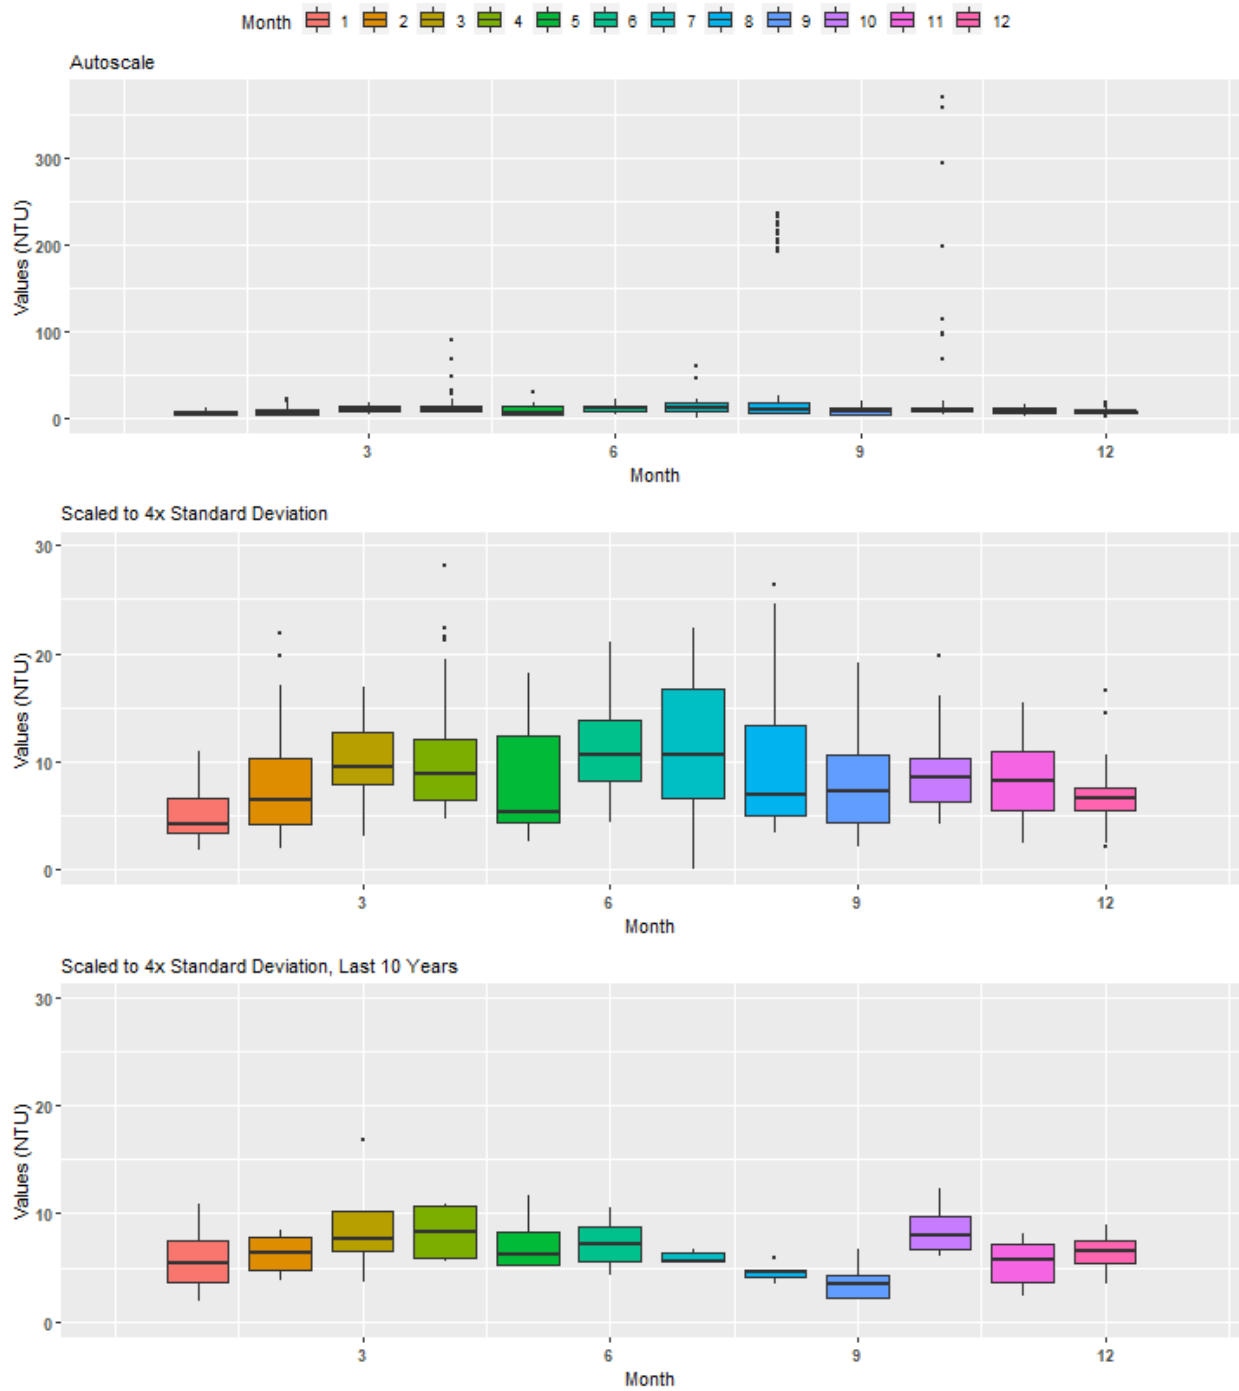 Month 1 2 3 4 5 6 7 8 9 10 11 12
Autoscale
300
200
100
0
Values (NTU)
3 6 9 12
Month
Scaled to 4x Standard Deviation
30
20
10
0
Values (NTU)
3 6 9 12
Month
Scaled to 4x Standard Deviation, Last 10 Years
30
20
10
0
Values (NTU)
3 6 9 12
Month